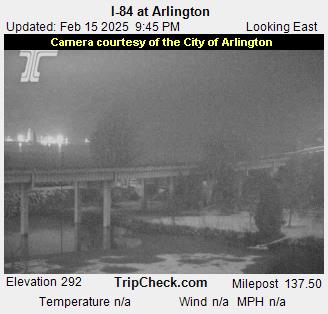 I-84 at Arlington
Updated: Feb 15 2025 9:45 PM Looking East
Camera courtesy of the City of Arlington
Elevation 292 TripCheck.com Milepost 137.50
Temperature n/a Wind n/a MPH n/a